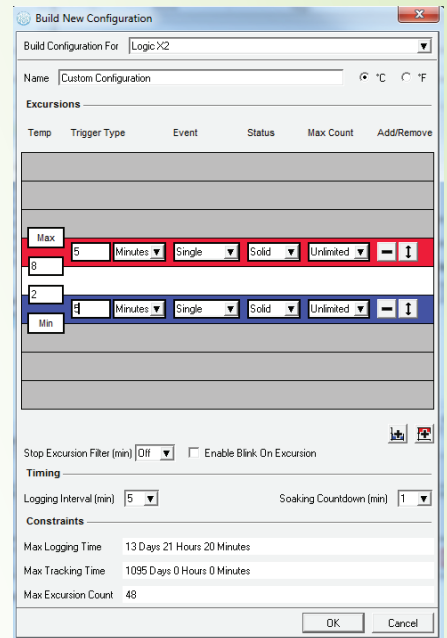 Build New Configuration
Build Configuration For Logic X2
Name Custom Configuration °C °F
Excursions
Temp Trigger Type Event Status Max Count Add/Remove
Max
5 Minutes Single Solid Unlimited
8
2
5 Minutes Single Solid Unlimited
Min
Stop Excursion Filter (min) Off Enable Blink On Excursion
Timing
Logging Interval (min) 5 Soaking Countdown (min) 1
Constraints
Max Logging Time 13 Days 21 Hours 20 Minutes
Max Tracking Time 1095 Days 0 Hours 0 Minutes
Max Excursion Count 48
OK Cancel